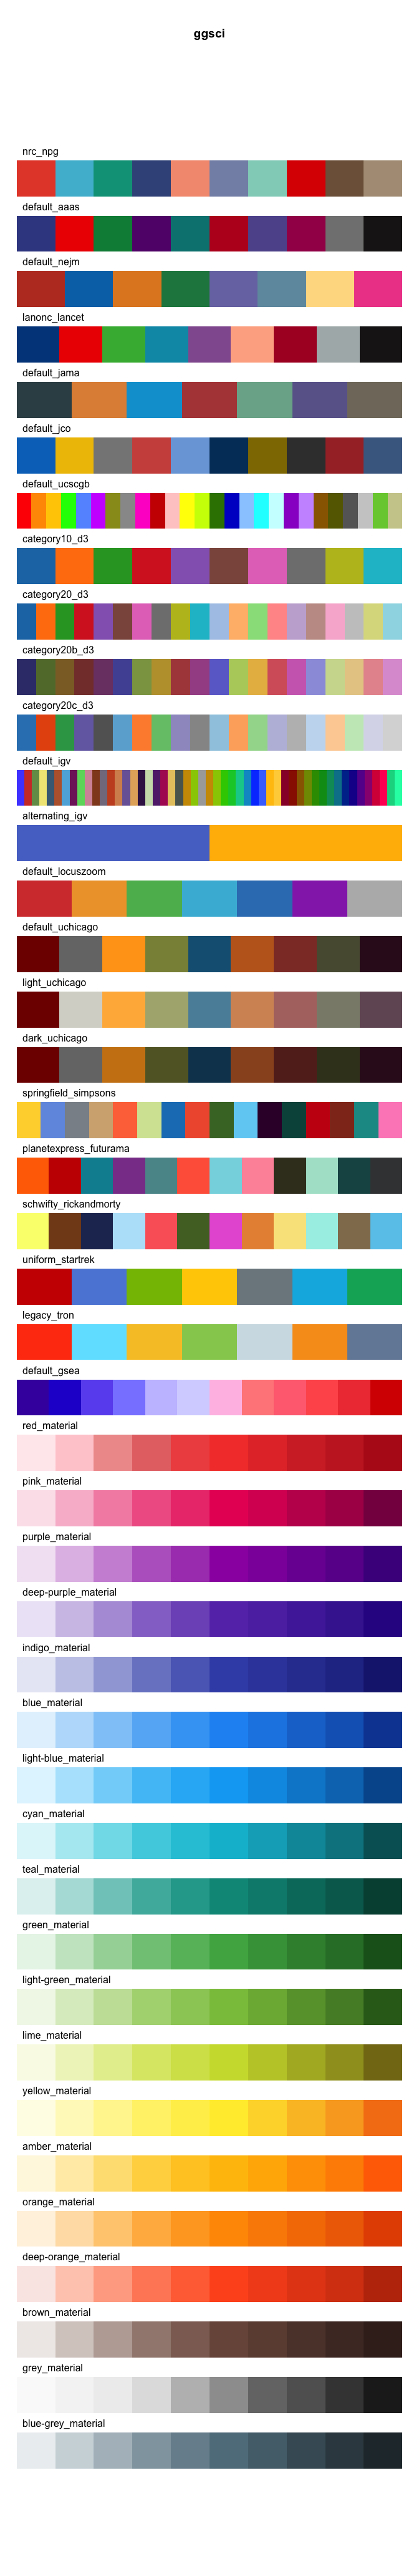 ggsci
nrc_npg
default_aaas
default_nejm
lanonc_lancet
default_jama
default_jco
default_ucscgb
category10_d3
category20_d3
category20b_d3
category20c_d3
default_igv
alternating_igv
default_locuszoom
default_uchicago
light_uchicago
dark_uchicago
springfield_simpsons
planetexpress_futurama
schwifty_rickandmorty
uniform_startrek
legacy_tron
default_gsea
red_material
pink_material
purple_material
deep-purple_material
indigo_material
blue_material
light-blue_material
cyan_material
teal_material
green_material
light-green_material
lime_material
yellow_material
amber_material
orange_material
deep-orange_material
brown_material
grey_material
blue-grey_material